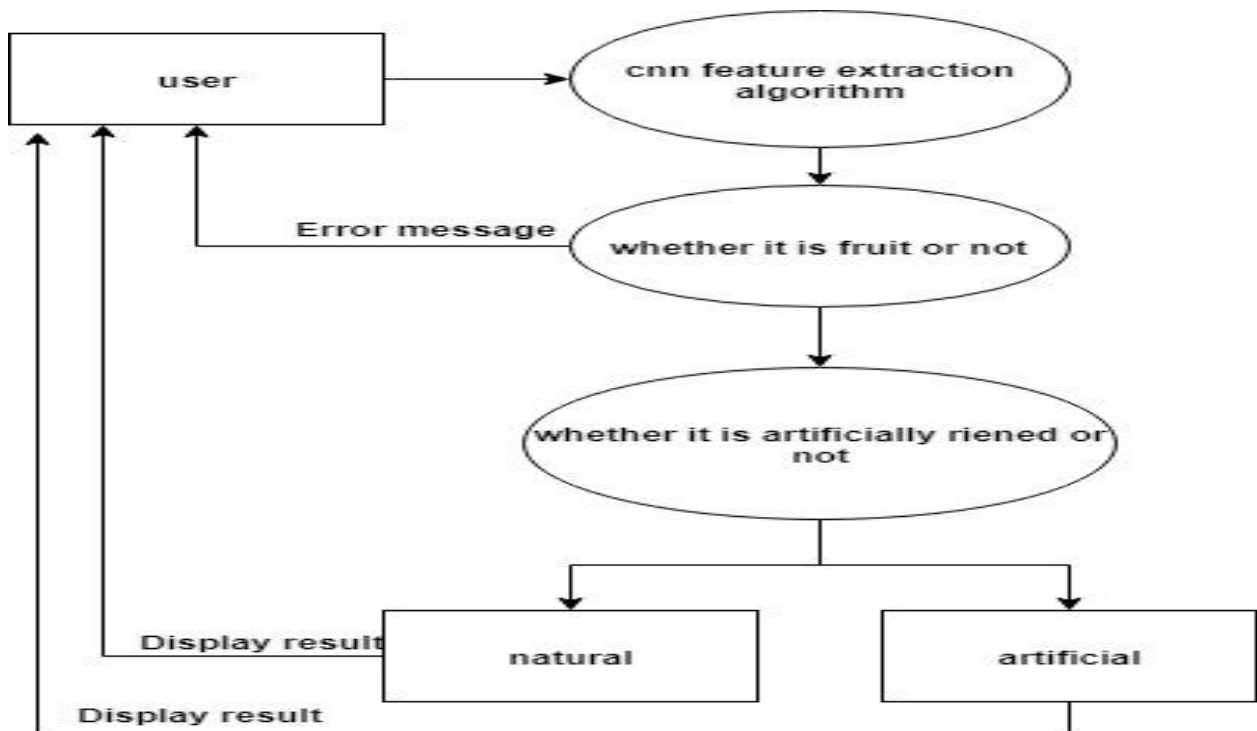 user
cnn feature extraction
algorithm
Error message
whether it is fruit or not
whether it is artificially riened or
not
Display result
natural
artificial
Display result